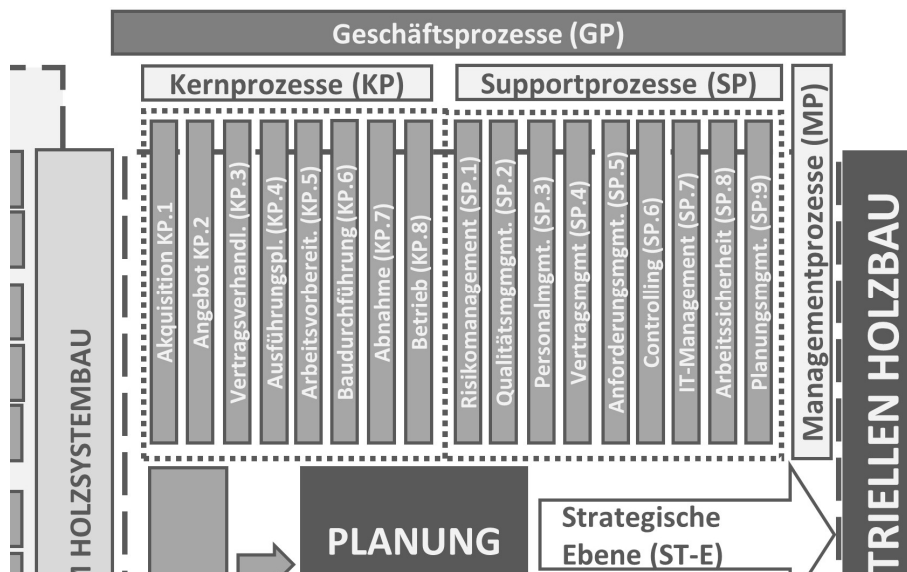 Geschäftsprozesse (GP)
Kernprozesse (KP)
Supportprozesse (SP)
Akquisition KP.1
Angebot KP.2
Vertragsverhandl. (KP.3)
Ausführungspl. (KP.4)
Arbeitsvorbereit. (KP.5)
Baudurchführung (KP.6)
Abnahme (KP.7)
Betrieb (KP.8)
Risikomanagement (SP.1)
Qualitätsmgmgmt. (SP.2)
Personalmgmt. (SP.3)
Vertragsmgmt (SP.4)
Anforderungsmgmt. (SP.5)
Controlling (SP.6)
IT-Management (SP.7)
Arbeitssicherheit (SP.8)
Planungsmgmt. (SP:9)
Managementprozesse (MP)
HOLZSYSTEMBAU
TRIELLEN HOLZBAU
PLANUNG
Strategische
Ebene (ST-E)